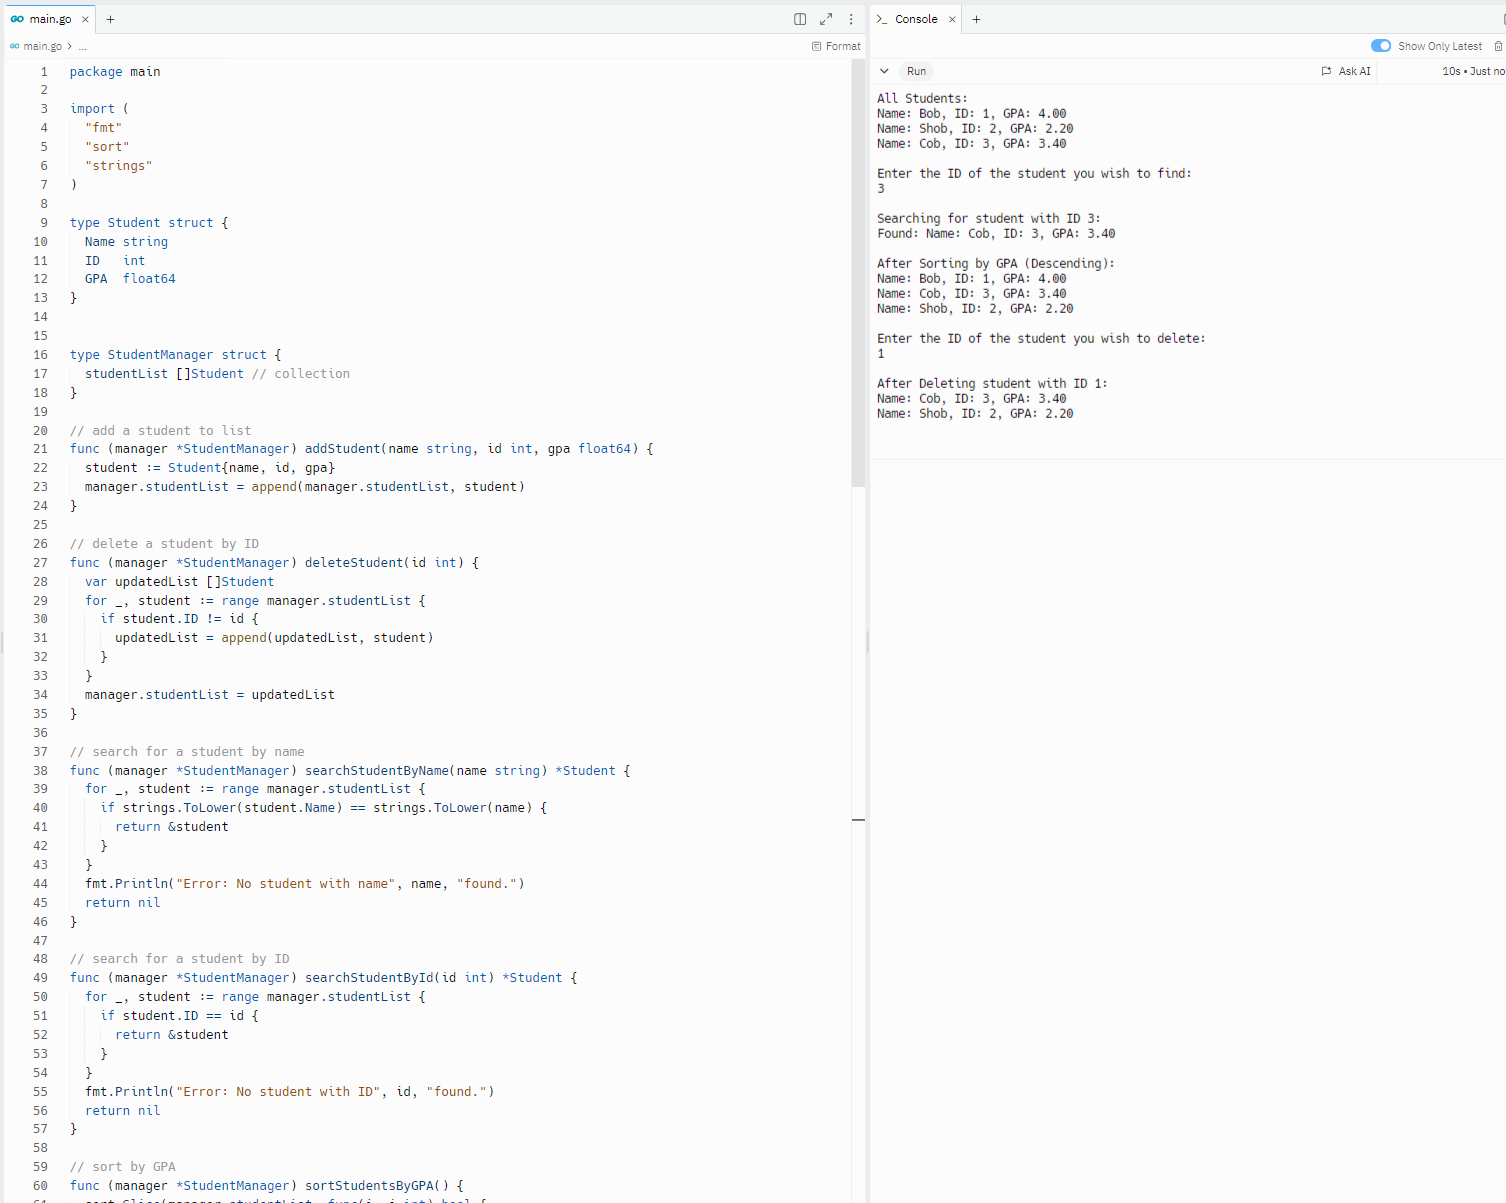 main.go
main.go > ...
Format
1 package main
2
3 import (
4 "fmt"
5 "sort"
6 "strings"
7 )
8
9 type Student struct {
10 Name string
11 ID int
12 GPA float64
13 }
14
15
16 type StudentManager struct {
17 studentList []Student // collection
18 }
19
20 // add a student to list
21 func (manager *StudentManager) addStudent(name string, id int, gpa float64) {
22 student := Student{name, id, gpa}
23 manager.studentList = append(manager.studentList, student)
24 }
25
26 // delete a student by ID
27 func (manager *StudentManager) deleteStudent(id int) {
28 var updatedList []Student
29 for _, student := range manager.studentList {
30 if student.ID != id {
31 updatedList = append(updatedList, student)
32 }
33 }
34 manager.studentList = updatedList
35 }
36
37 // search for a student by name
38 func (manager *StudentManager) searchStudentByName(name string) *Student {
39 for _, student := range manager.studentList {
40 if strings.ToLower(student.Name) == strings.ToLower(name) {
41 return &student
42 }
43 }
44 fmt.Println("Error: No student with name", name, "found.")
45 return nil
46 }
47
48 // search for a student by ID
49 func (manager *StudentManager) searchStudentById(id int) *Student {
50 for _, student := range manager.studentList {
51 if student.ID == id {
52 return &student
53 }
54 }
55 fmt.Println("Error: No student with ID", id, "found.")
56 return nil
57 }
58
59 // sort by GPA
60 func (manager *StudentManager) sortStudentsByGPA() {
Console
Show Only Latest
Run
Ask AI
10s • Just
All Students:
Name: Bob, ID: 1, GPA: 4.00
Name: Shob, ID: 2, GPA: 2.20
Name: Cob, ID: 3, GPA: 3.40
Enter the ID of the student you wish to find:
3
Searching for student with ID 3:
Found: Name: Cob, ID: 3, GPA: 3.40
After Sorting by GPA (Descending):
Name: Bob, ID: 1, GPA: 4.00
Name: Cob, ID: 3, GPA: 3.40
Name: Shob, ID: 2, GPA: 2.20
Enter the ID of the student you wish to delete:
1
After Deleting student with ID 1:
Name: Cob, ID: 3, GPA: 3.40
Name: Shob, ID: 2, GPA: 2.20